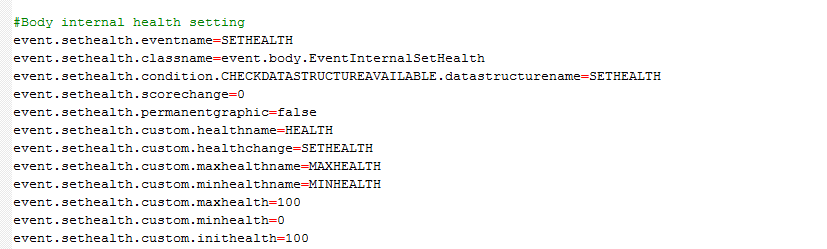 #Body internal health setting
event.sethealth.eventname=SETHEALTH
event.sethealth.classname=event.body.EventInternalSetHealth
event.sethealth.condition.CHECKDATASTRUCTUREAVAILABLE.datastructurename=SETHEALTH
event.sethealth.scorechange=0
event.sethealth.permanentgraphic=false
event.sethealth.custom.healthname=HEALTH
event.sethealth.custom.healthchange=SETHEALTH
event.sethealth.custom.maxhealthname=MAXHEALTH
event.sethealth.custom.minhealthname=MINHEALTH
event.sethealth.custom.maxhealth=100
event.sethealth.custom.minhealth=0
event.sethealth.custom.inithealth=100